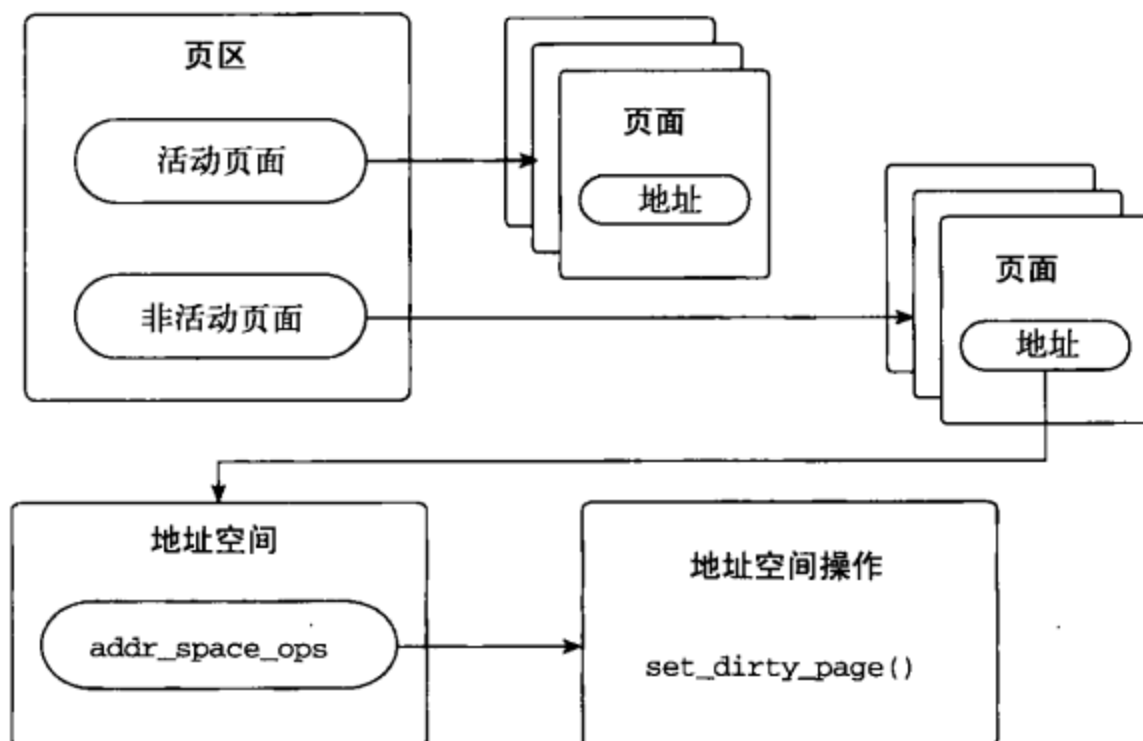 页区
活动页面
非活动页面
页面
地址
页面
地址
地址空间
addr_space_ops
地址空间操作
set_dirty_page()